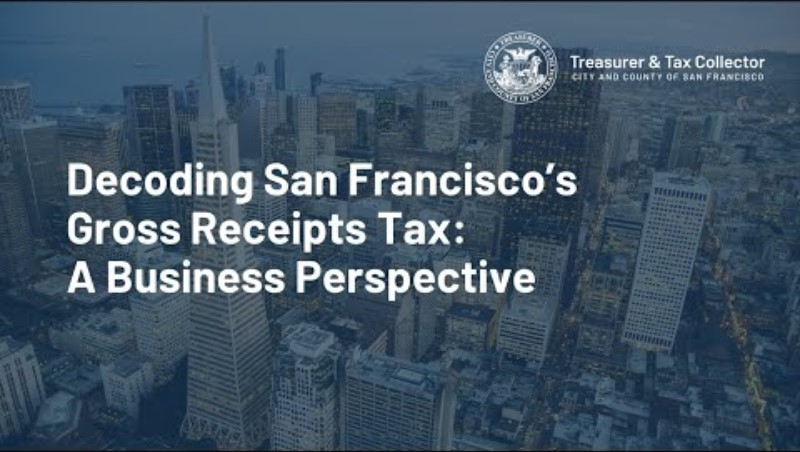 Treasurer & Tax Collector
CITY AND COUNTY OF SAN FRANCISCO
Decoding San Francisco’s
Gross Receipts Tax:
A Business Perspective